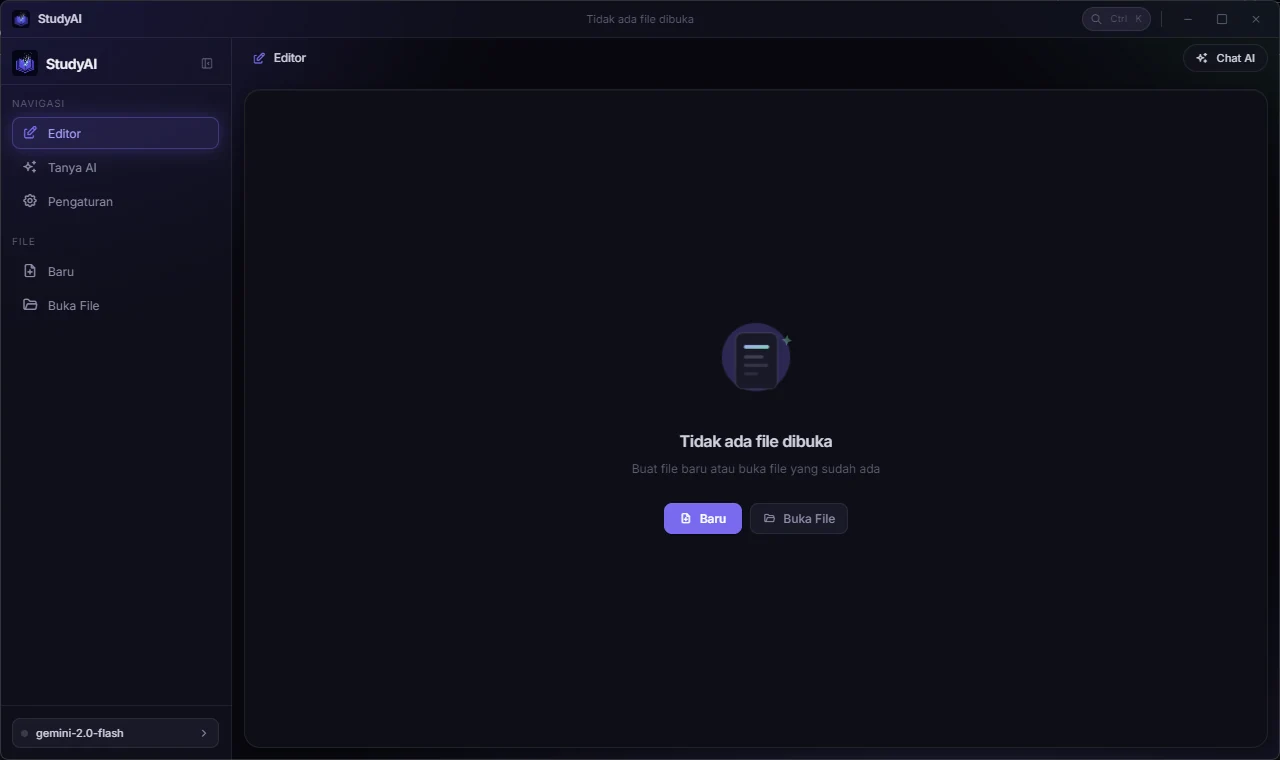 StudyAI
Tidak ada file dibuka
Ctrl K
StudyAI
Editor
Chat AI
NAVIGASI
Editor
Tanya AI
Pengaturan
FILE
Baru
Buka File
Tidak ada file dibuka
Buat file baru atau buka file yang sudah ada
Baru
Buka File
gemini-2.0-flash